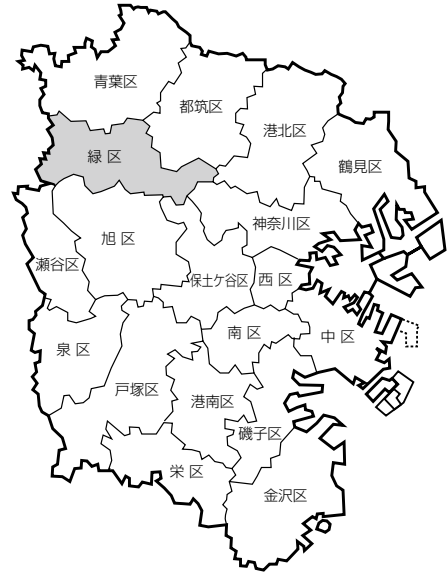 青葉区
都筑区
港北区
緑 区
鶴見区
神奈川区
旭 区
瀬谷区
保土ケ谷区
西 区
南 区
中 区
泉 区
戸塚区
港南区
磯子区
栄 区
金沢区